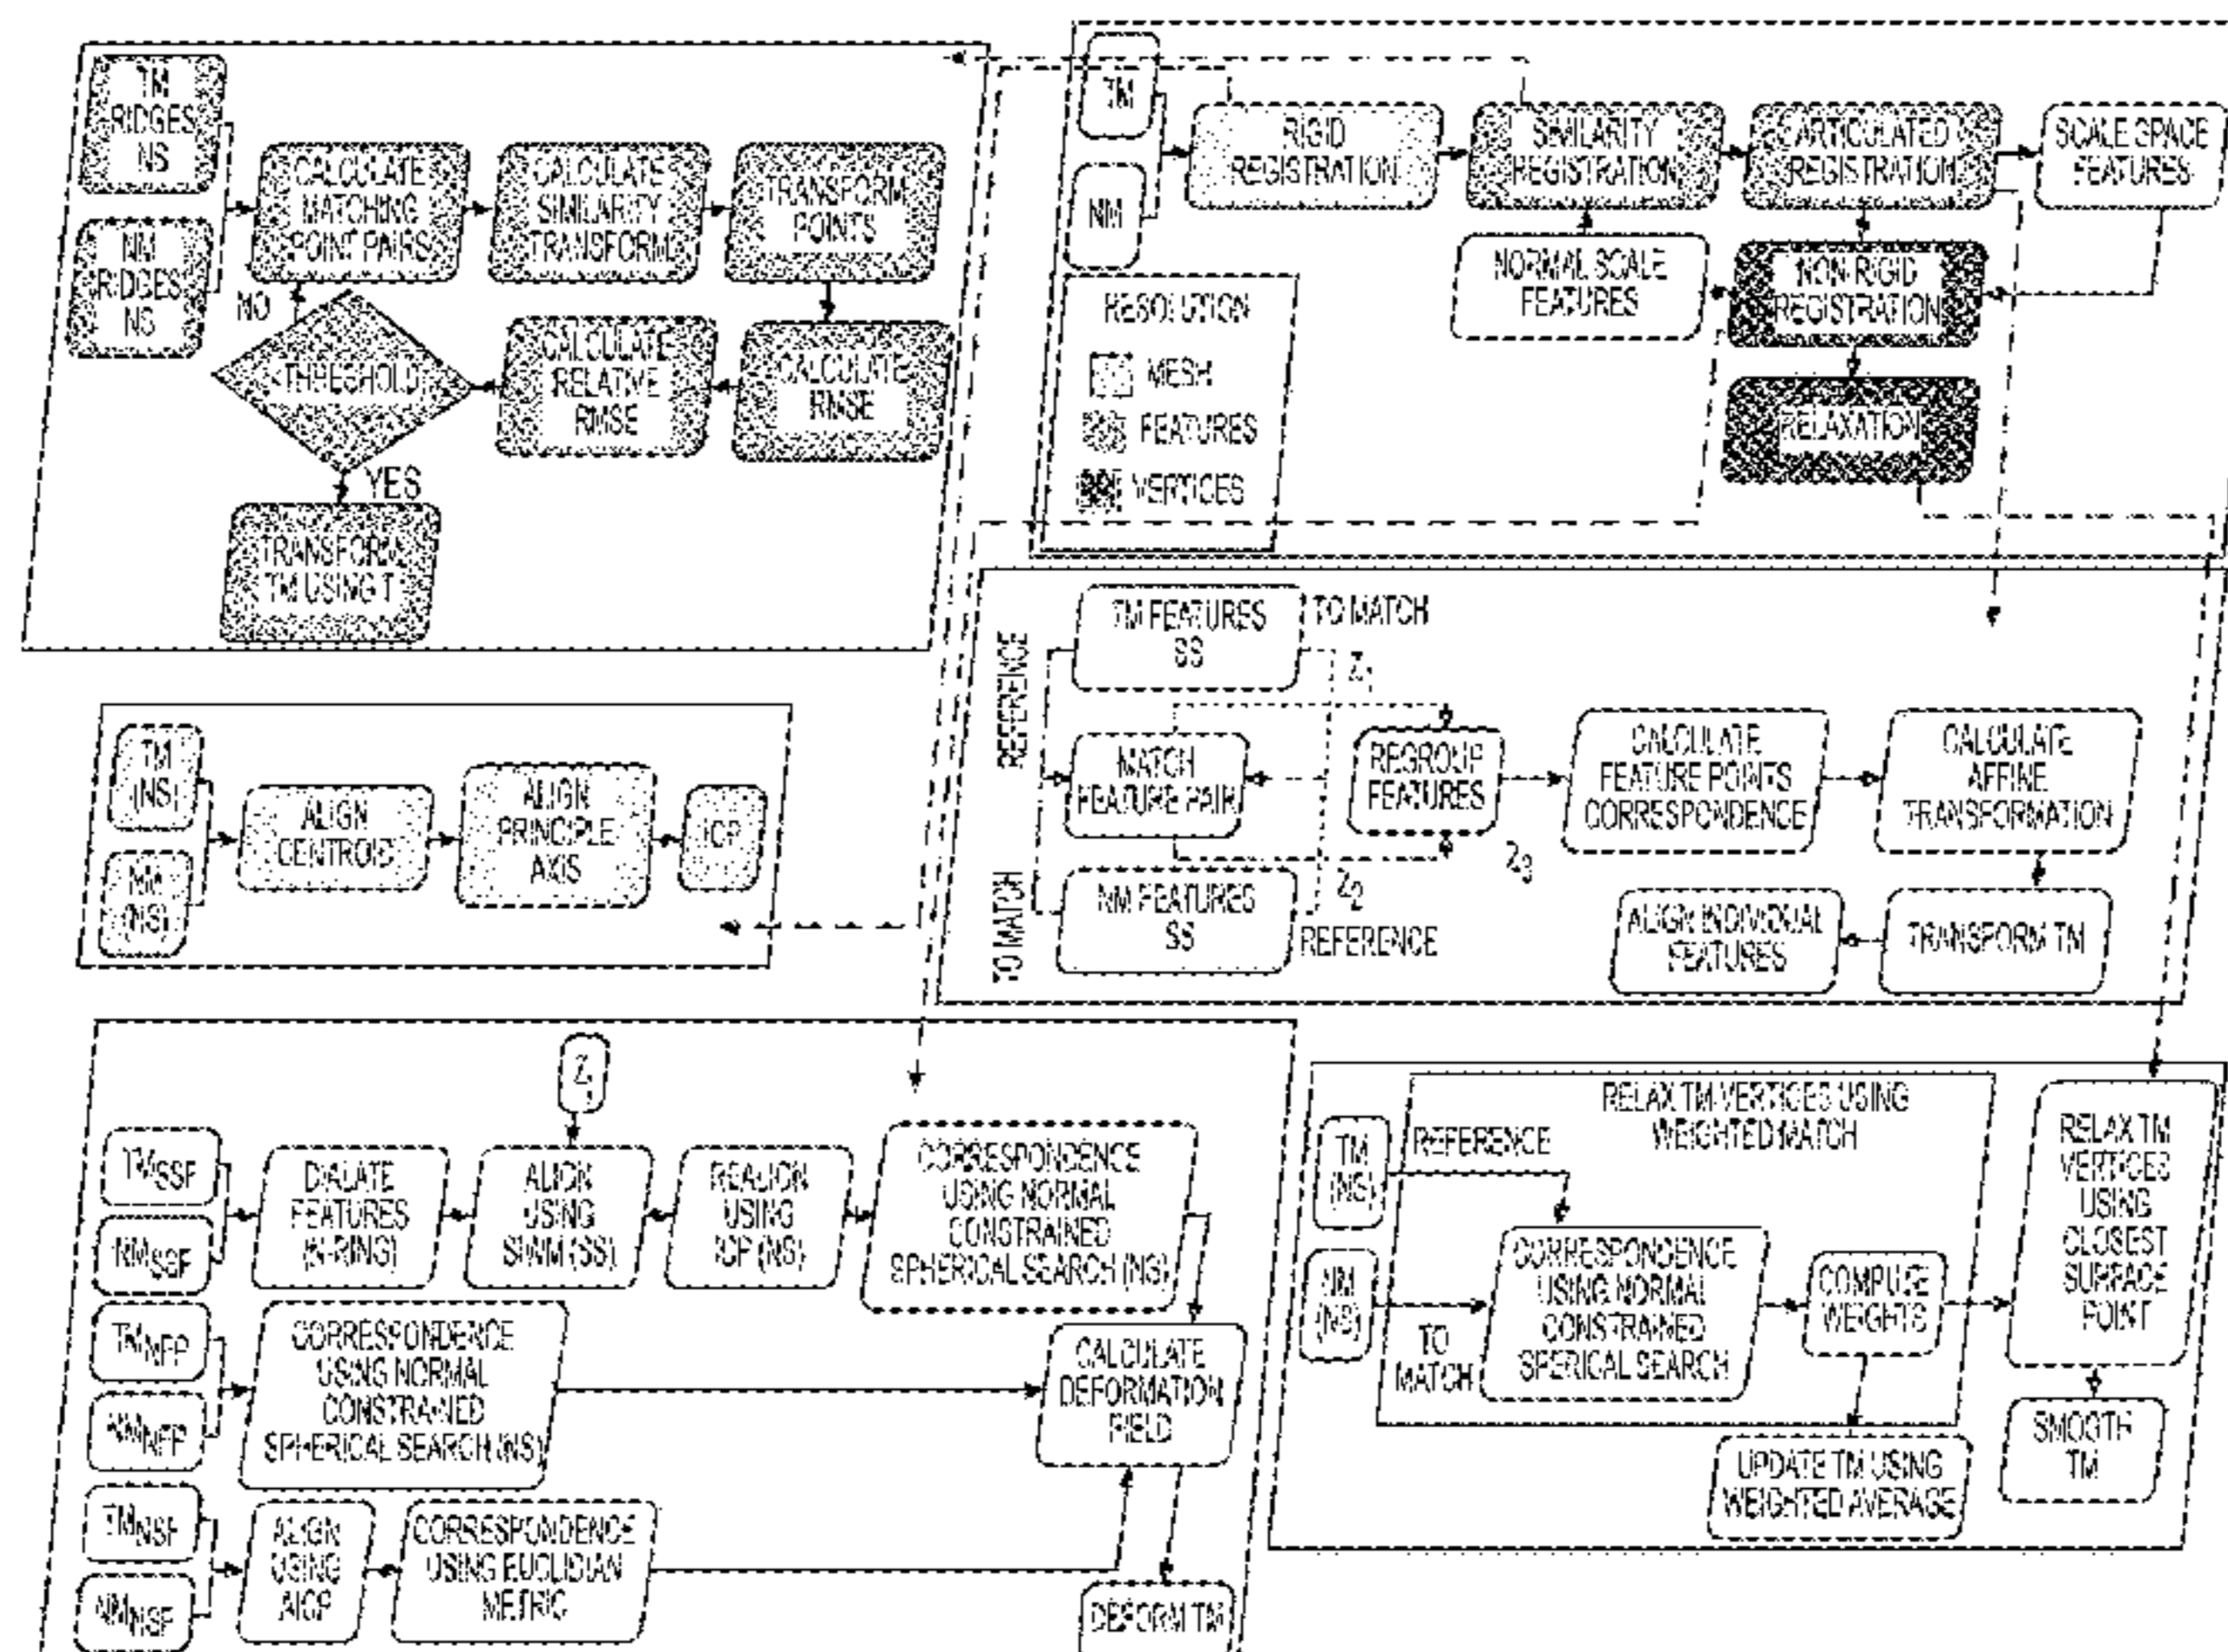 TM
RIDGES
NS
NM
RIDGES
NS
CALCULATE
MATCHING
POINT PAIRS
CALCULATE
SIMILARITY
TRANSFORM
TRANSFORM
POINTS
CALCULATE
RMSE
CALCULATE
RELATIVE
RMSE
<THRESHOLD
NO
YES
TRANSFORM
TM USING T
TM
NM
RIGID
REGISTRATION
SIMILARITY
REGISTRATION
ARTICULATED
REGISTRATION
SCALE SPACE
FEATURES
NORMAL SCALE
FEATURES
NON RIGID
REGISTRATION
RELAXATION
RESOLUTION
MESH
FEATURES
VERTICES
TM
(NS)
NM
(NS)
ALIGN
CENTROID
ALIGN
PRINCIPLE
AXIS
ICP
REFERENCE
TO MATCH
TM FEATURES
SS
TO MATCH
Z1
MATCH
FEATURE PAIR
NM FEATURES
SS
Z2
REFERENCE
REGROUP
FEATURES
Z3
CALCULATE
FEATURE POINTS
CORRESPONDENCE
CALCULATE
AFFINE
TRANSFORMATION
TRANSFORM TM
ALIGN INDIVIDUAL
FEATURES
TMSSF
NMSSF
DIALATE
FEATURES
(K-RING)
ALIGN
USING
(SS)
REALIGN
USING
ICP (NS)
CORRESPONDENCE
USING NORMAL
CONSTRAINED
SPHERICAL SEARCH (NS)
TMNFP
NMNFP
CORRESPONDENCE
USING NORMAL
CONSTRAINED
SPHERICAL SEARCH (NS)
TMNSF
NMNSF
ALIGN
USING
AICP
CORRESPONDENCE
USING EUCLIDIAN
METRIC
CALCULATE
DEFORMATION
FIELD
DEFORM TM
RELAX TM VERTICES USING
WEIGHTED MATCH
TM
(NS)
REFERENCE
NM
(NS)
TO
MATCH
CORRESPONDENCE
USING NORMAL
CONSTRAINED
SPERICAL SEARCH
COMPUTE
WEIGHTS
UPDATE TM USING
WEIGHTED AVERAGE
RELAX TM
VERTICES
USING
CLOSEST
SURFACE
POINT
SMOOTH
TM